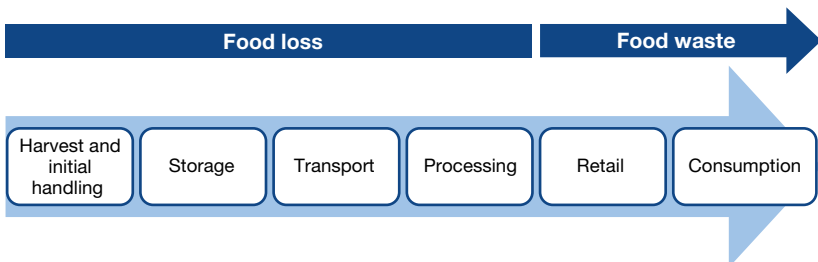 Food loss
Food waste
Harvest and
initial
handling
Storage
Transport
Processing
Retail
Consumption